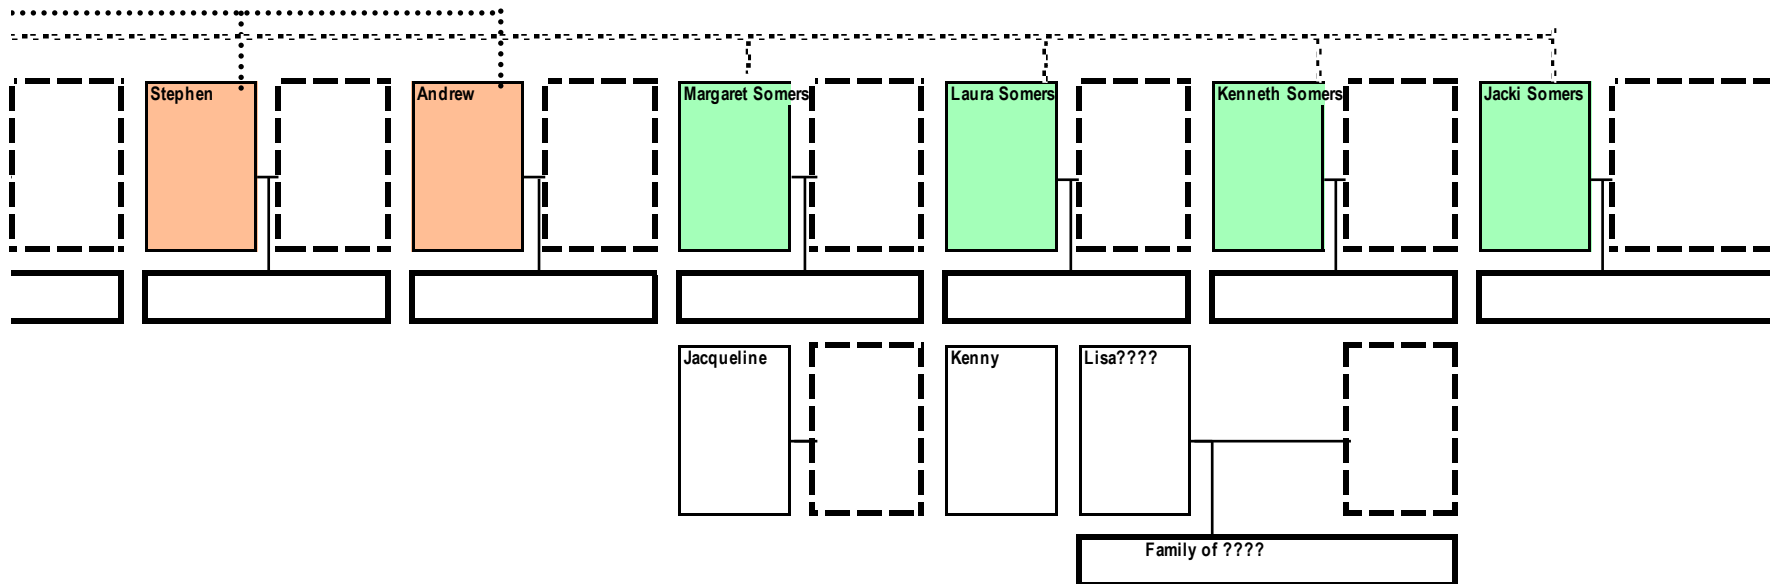 Stephen
Andrew
Margaret Somers
Laura Somers
Kenneth Somers
Jacki Somers
Jacqueline
Kenny
Lisa????
Family of ????